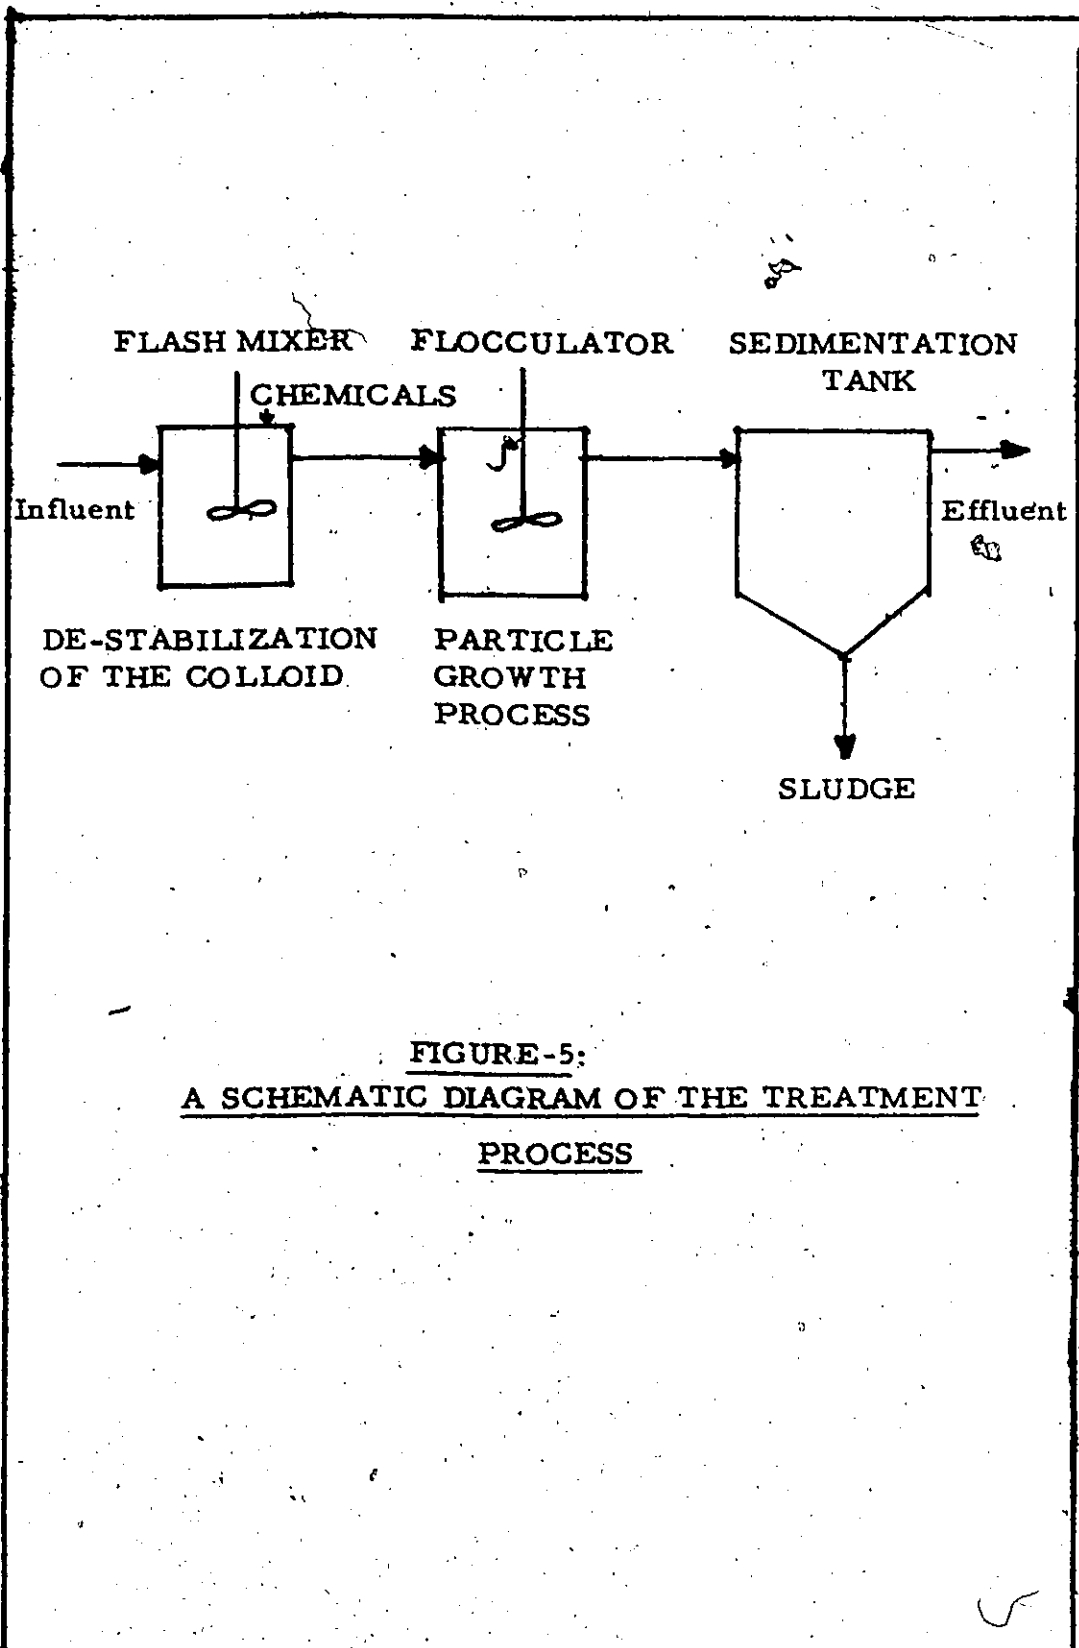 FLASH MIXER
FLOCCULATOR
SEDIMENTATION
TANK
CHEMICALS
Influent
Effluent
DE-STABILIZATION
OF THE COLLOID
PARTICLE
GROWTH
PROCESS
SLUDGE
FIGURE-5:
A SCHEMATIC DIAGRAM OF THE TREATMENT
PROCESS